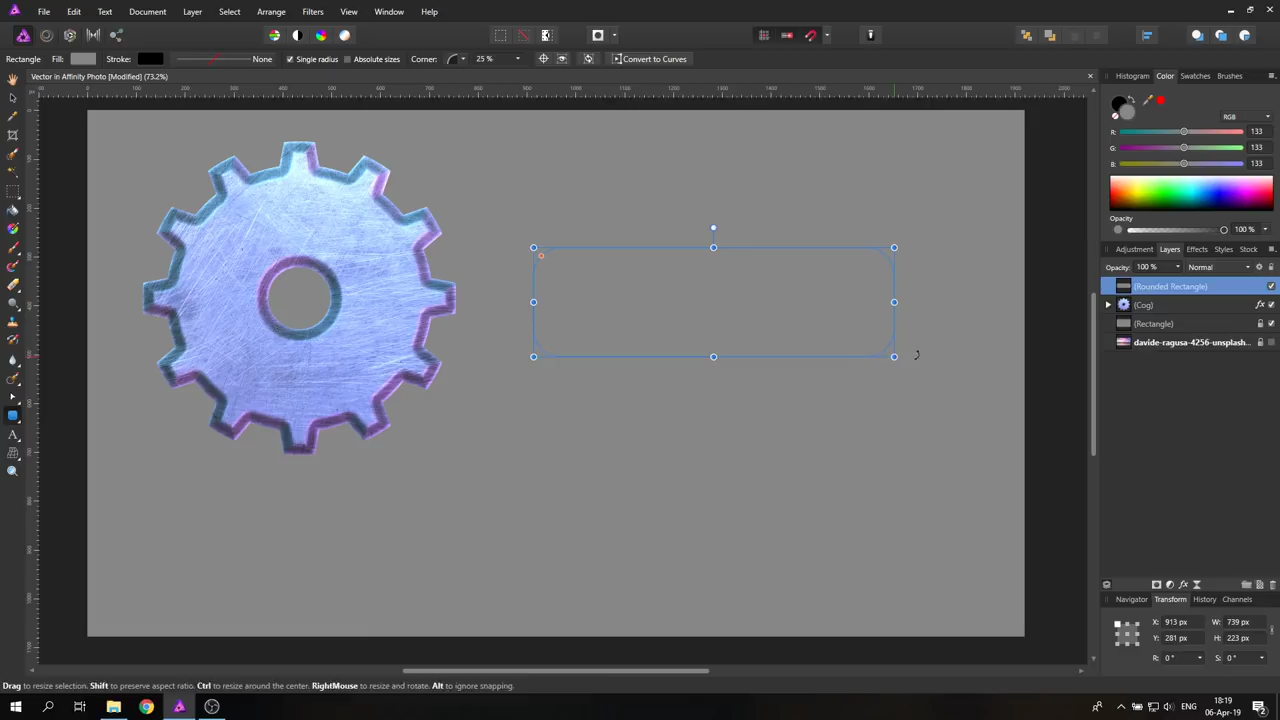 File Edit Text Document Layer Select Arrange Filters View Window Help
Rectangle Fill: Stroke: None Single radius Absolute sizes Corner: 25 % Convert to Curves
Vector in Affinity Photo [Modified] (73.2%)
Histogram Color Swatches Brushes
RGB
R: 133
G: 133
B: 133
Opacity
100 %
Adjustment Layers Effects Styles Stock
Opacity: 100 % Normal
(Rounded Rectangle)
(Cog)
(Rectangle)
davide-ragusa-4256-unsplash...
Navigator Transform History Channels
X: 913 px W: 739 px
Y: 281 px H: 223 px
R: 0 ° S: 0 °
Drag to resize selection. Shift to preserve aspect ratio. Ctrl to resize around the center. RightMouse to resize and rotate. Alt to ignore snapping.
ENG
18:19
06-Apr-19